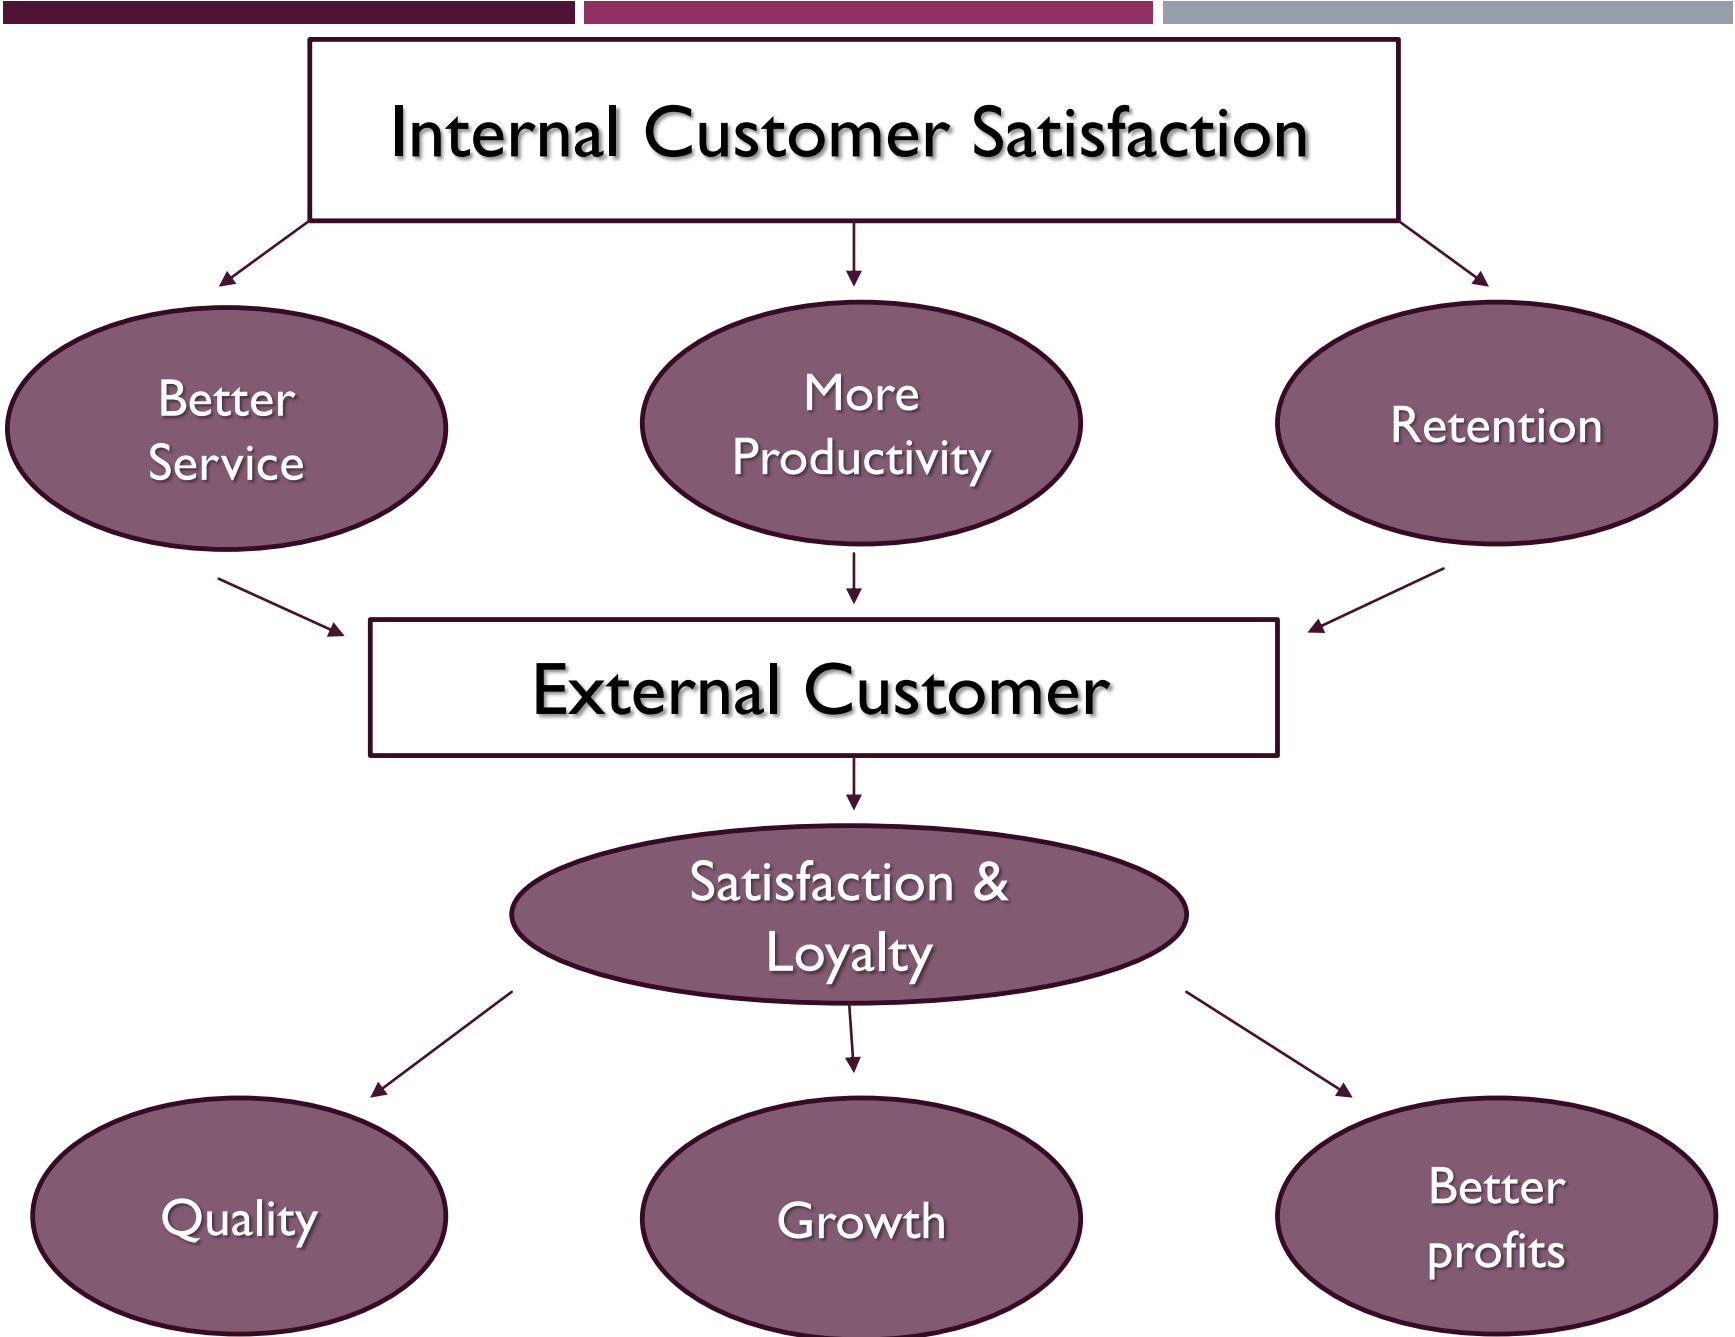 Internal Customer Satisfaction
Better
Service
More
Productivity
Retention
External Customer
Satisfaction &
Loyalty
Quality
Growth
Better
profits